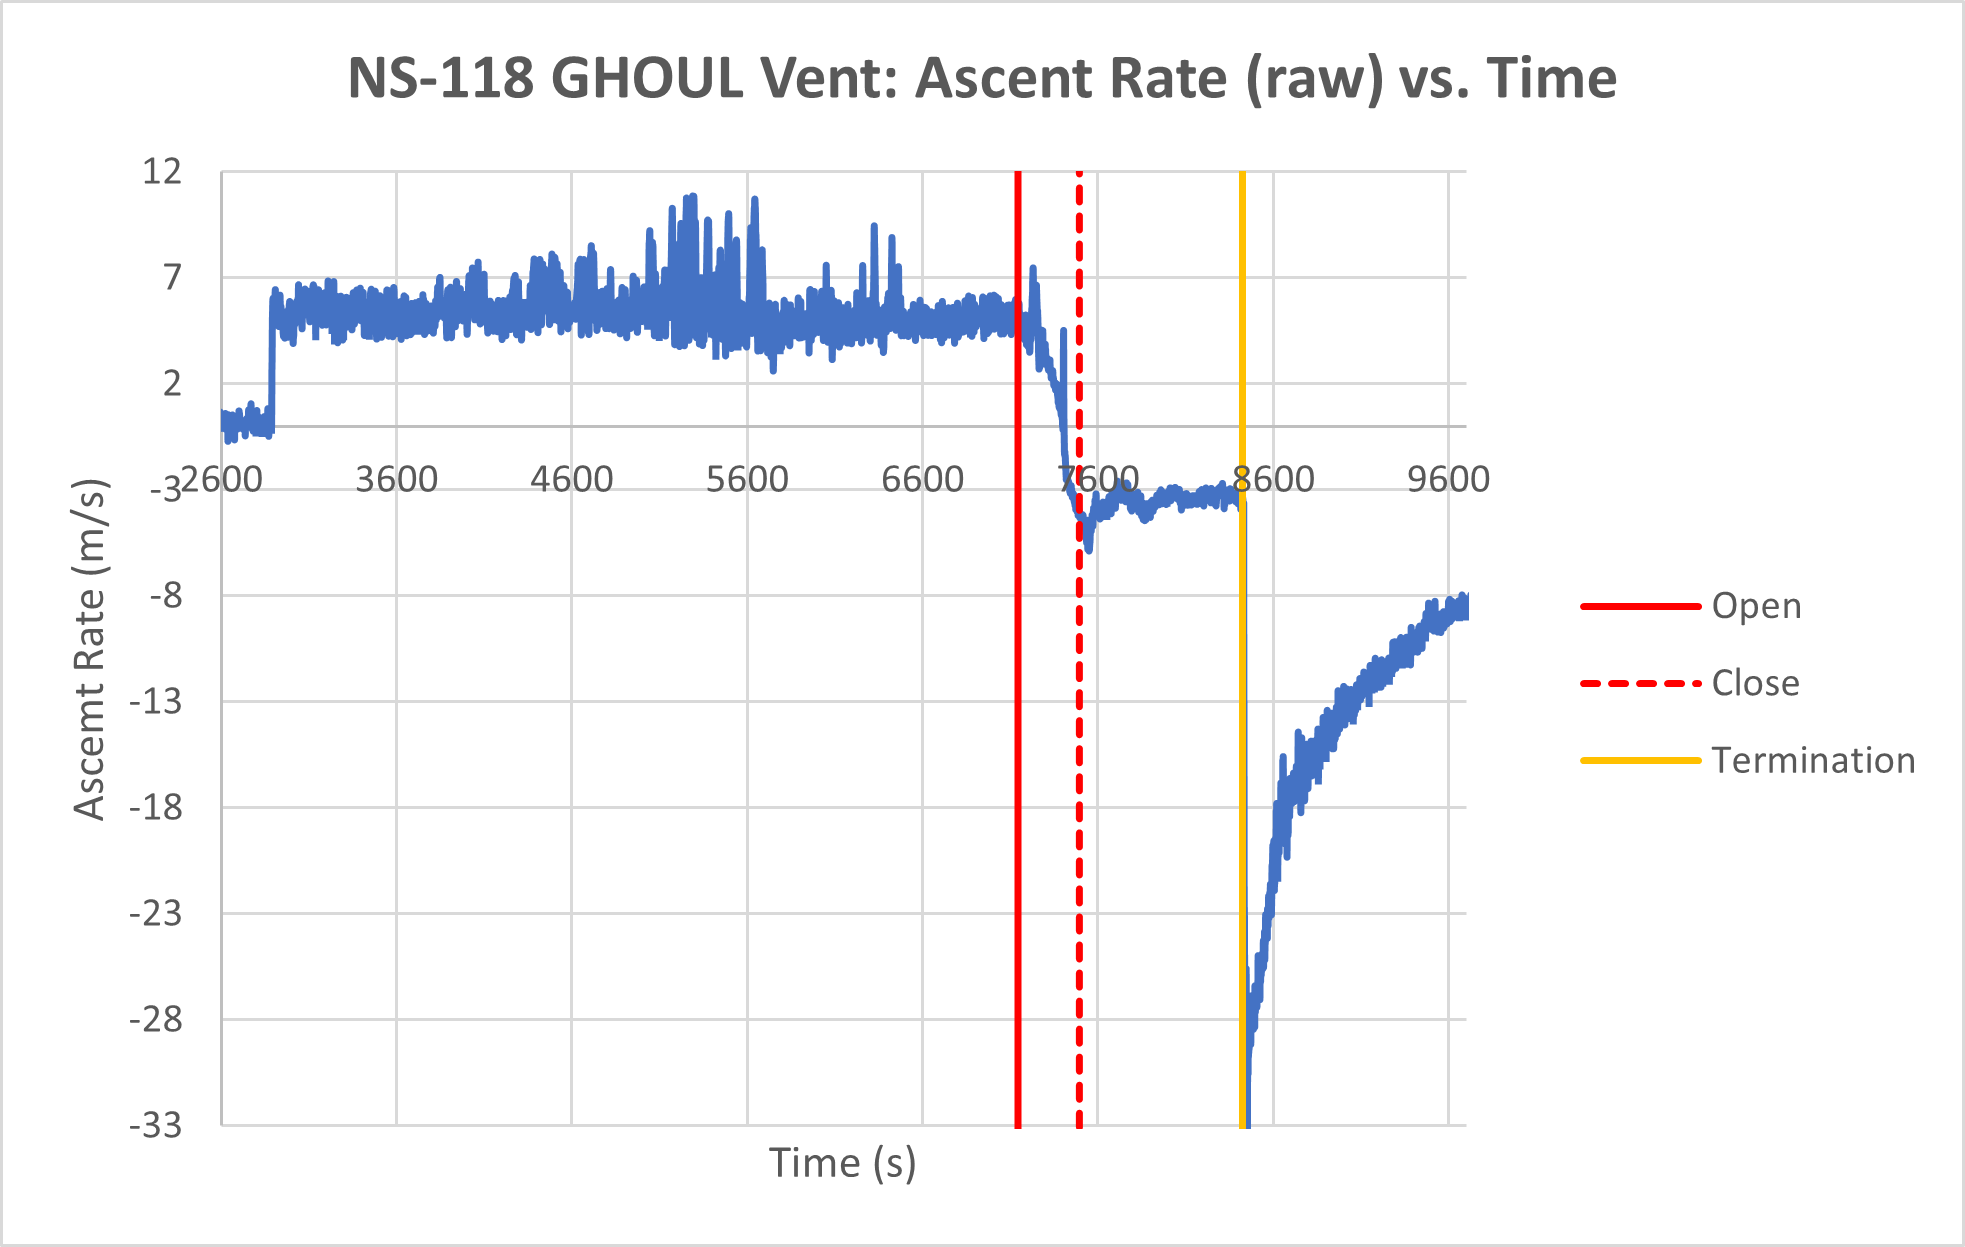 NS-118 GHOUL Vent: Ascent Rate (raw) vs. Time
12
7
2
-3
-8
-13
-18
-23
-28
-33
2600 3600 4600 5600 6600 7600 8600 9600
Ascemt Rate (m/s)
Time (s)
Open
Close
Termination